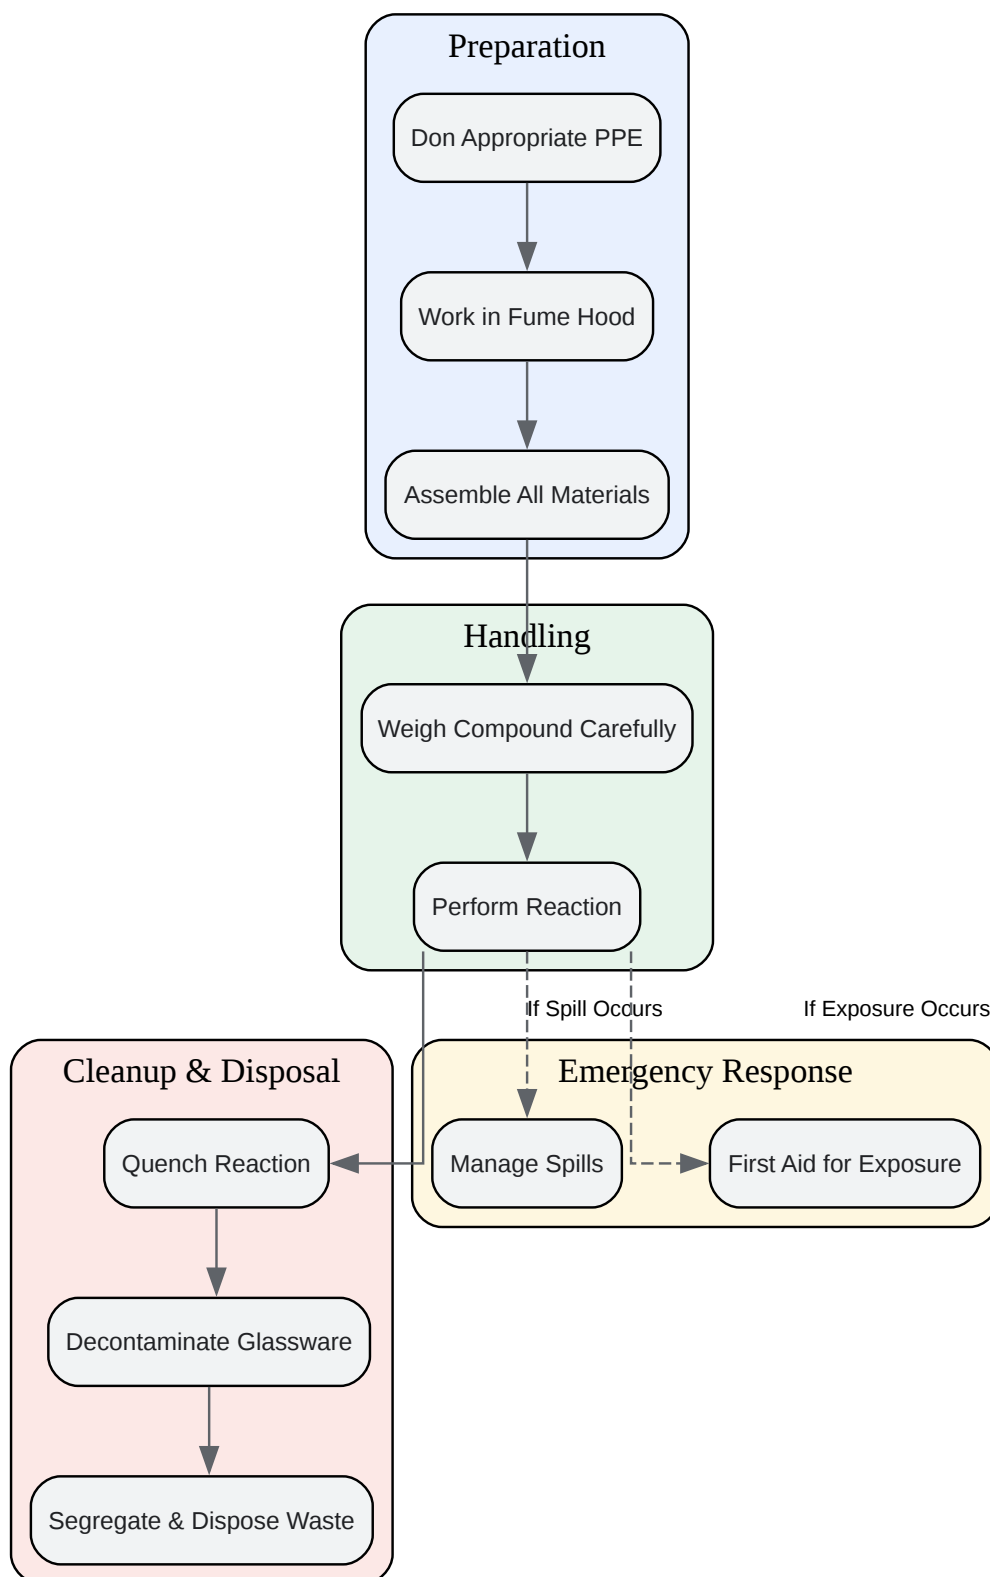 Preparation
Don Appropriate PPE
Work in Fume Hood
Assemble All Materials
Handling
Weigh Compound Carefully
Perform Reaction
If Spill Occurs
If Exposure Occurs
Cleanup & Disposal
Emergency Response
Quench Reaction
Manage Spills
First Aid for Exposure
Decontaminate Glassware
Segregate & Dispose Waste